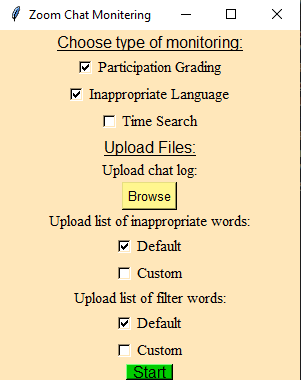 Zoom Chat Montering
Choose type of monitoring:
Participation Grading
Inappropriate Language
Time Search
Upload Files:
Upload chat log:
Browse
Upload list of inappropriate words:
Default
Custom
Upload list of filter words:
Default
Custom
Start